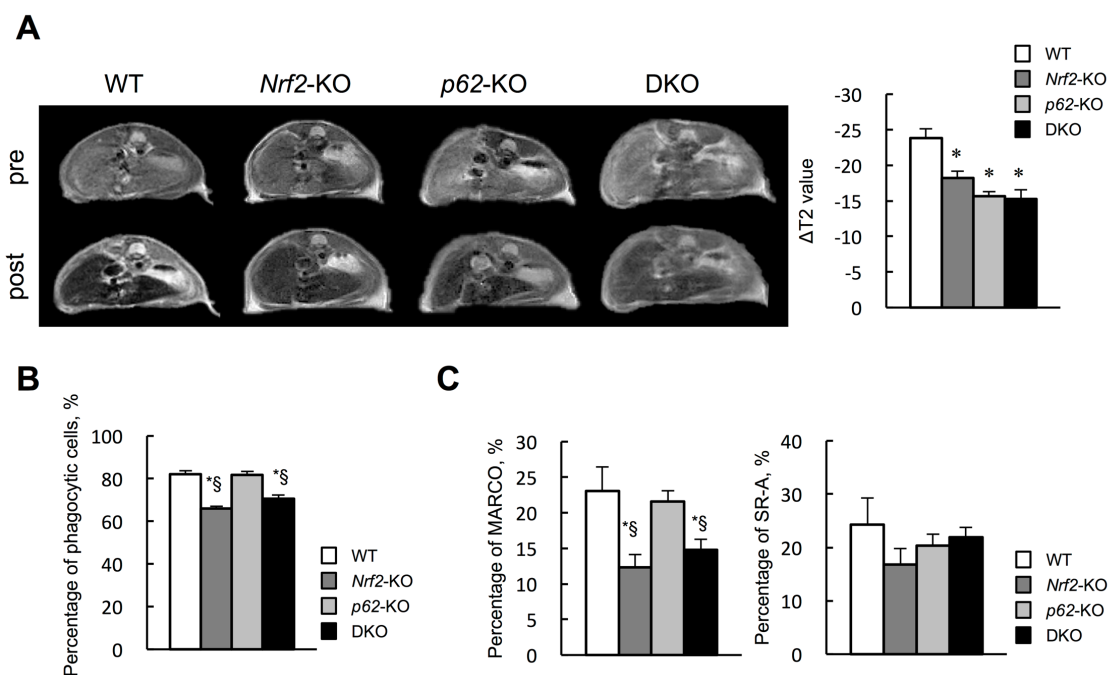 A
WT Nrf2-KO p62-KO DKO
pre
post
WT
Nrf2-KO
p62-KO
DKO
ΔT2 value
-30
-25
-20
-15
-10
-5
0
* * *
B
Percentage of phagocytic cells, %
100
80
60
40
20
0
*§ *§
WT
Nrf2-KO
p62-KO
DKO
C
Percentage of MARCO, %
30
25
20
15
10
5
0
*§ *§
Percentage of SR-A, %
40
30
20
10
0
WT
Nrf2-KO
p62-KO
DKO